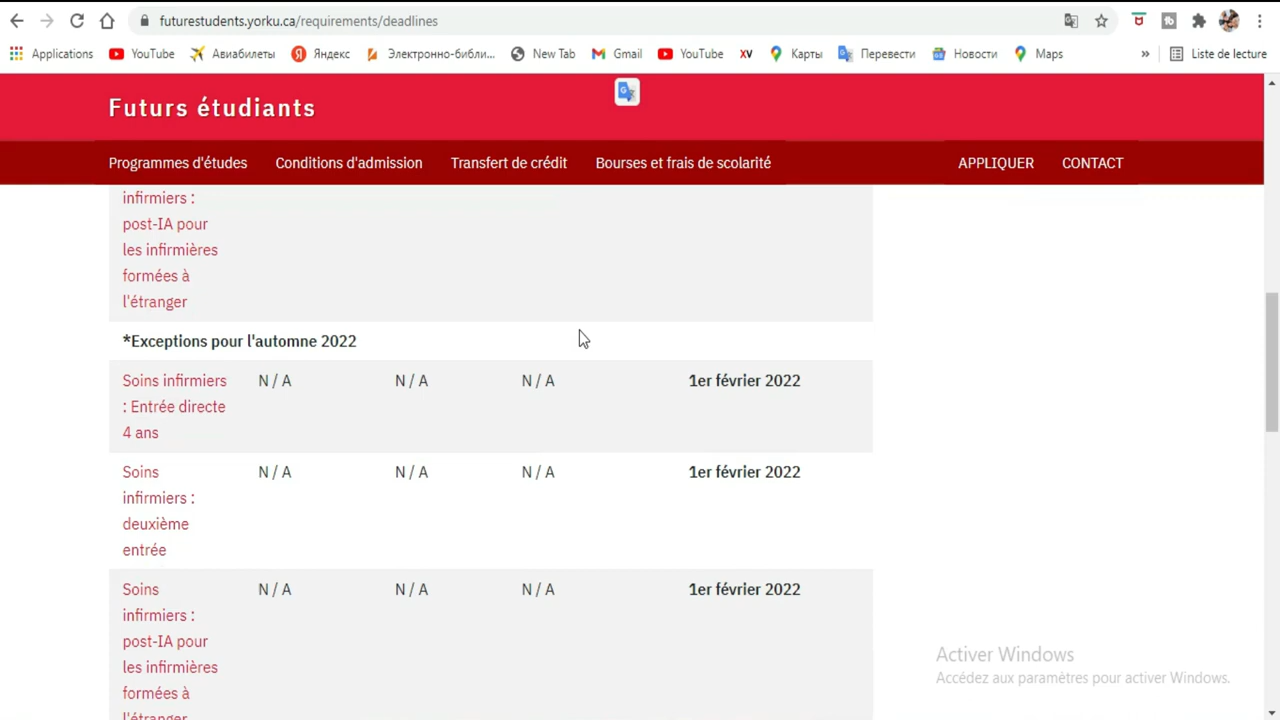 futurestudents.yorku.ca/requirements/deadlines
Applications YouTube Авиабилеты Яндекс Электронно-библи... New Tab Gmail YouTube XV Карты Перевести Новости Maps » Liste de lecture
Futurs étudiants
Programmes d'études Conditions d'admission Transfert de crédit Bourses et frais de scolarité APPLIQUER CONTACT
infirmiers :
post-IA pour
les infirmières
formées à
l'étranger
*Exceptions pour l'automne 2022
Soins infirmiers N / A N / A N / A 1er février 2022
: Entrée directe
4 ans
Soins N / A N / A N / A 1er février 2022
infirmiers :
deuxième
entrée
Soins N / A N / A N / A 1er février 2022
infirmiers :
post-IA pour
les infirmières
formées à
l'étranger
Activer Windows
Accédez aux paramètres pour activer Windows.